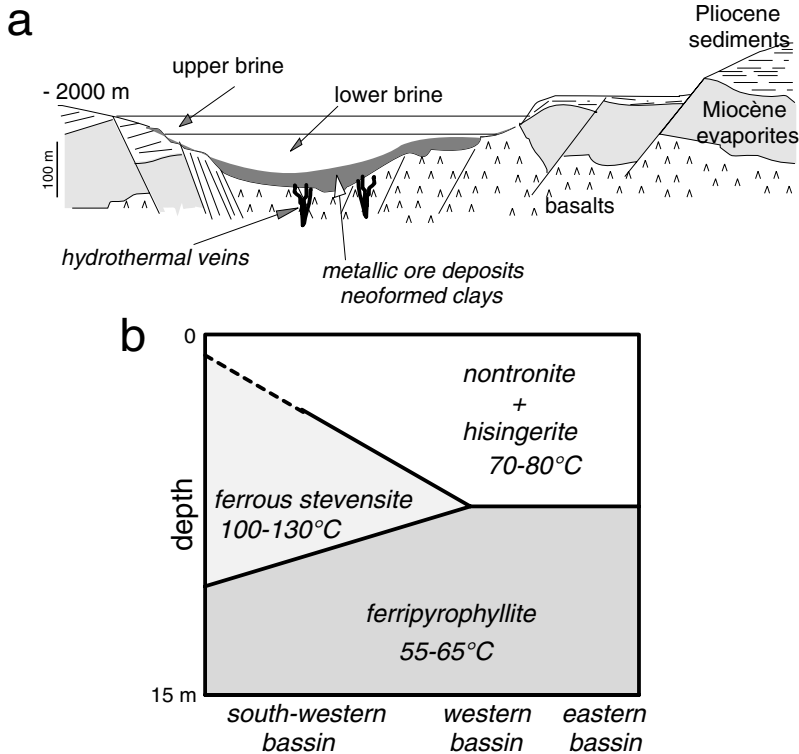 a
Pliocene
sediments
upper brine
- 2000 m
lower brine
Miocène
evaporites
100 m
basalts
hydrothermal veins
metallic ore deposits
neoformed clays
b
0
nontronite
+
hisingerite
70-80°C
depth
ferrous stevensite
100-130°C
ferripyrophyllite
55-65°C
15 m
south-western
bassin
western
bassin
eastern
bassin